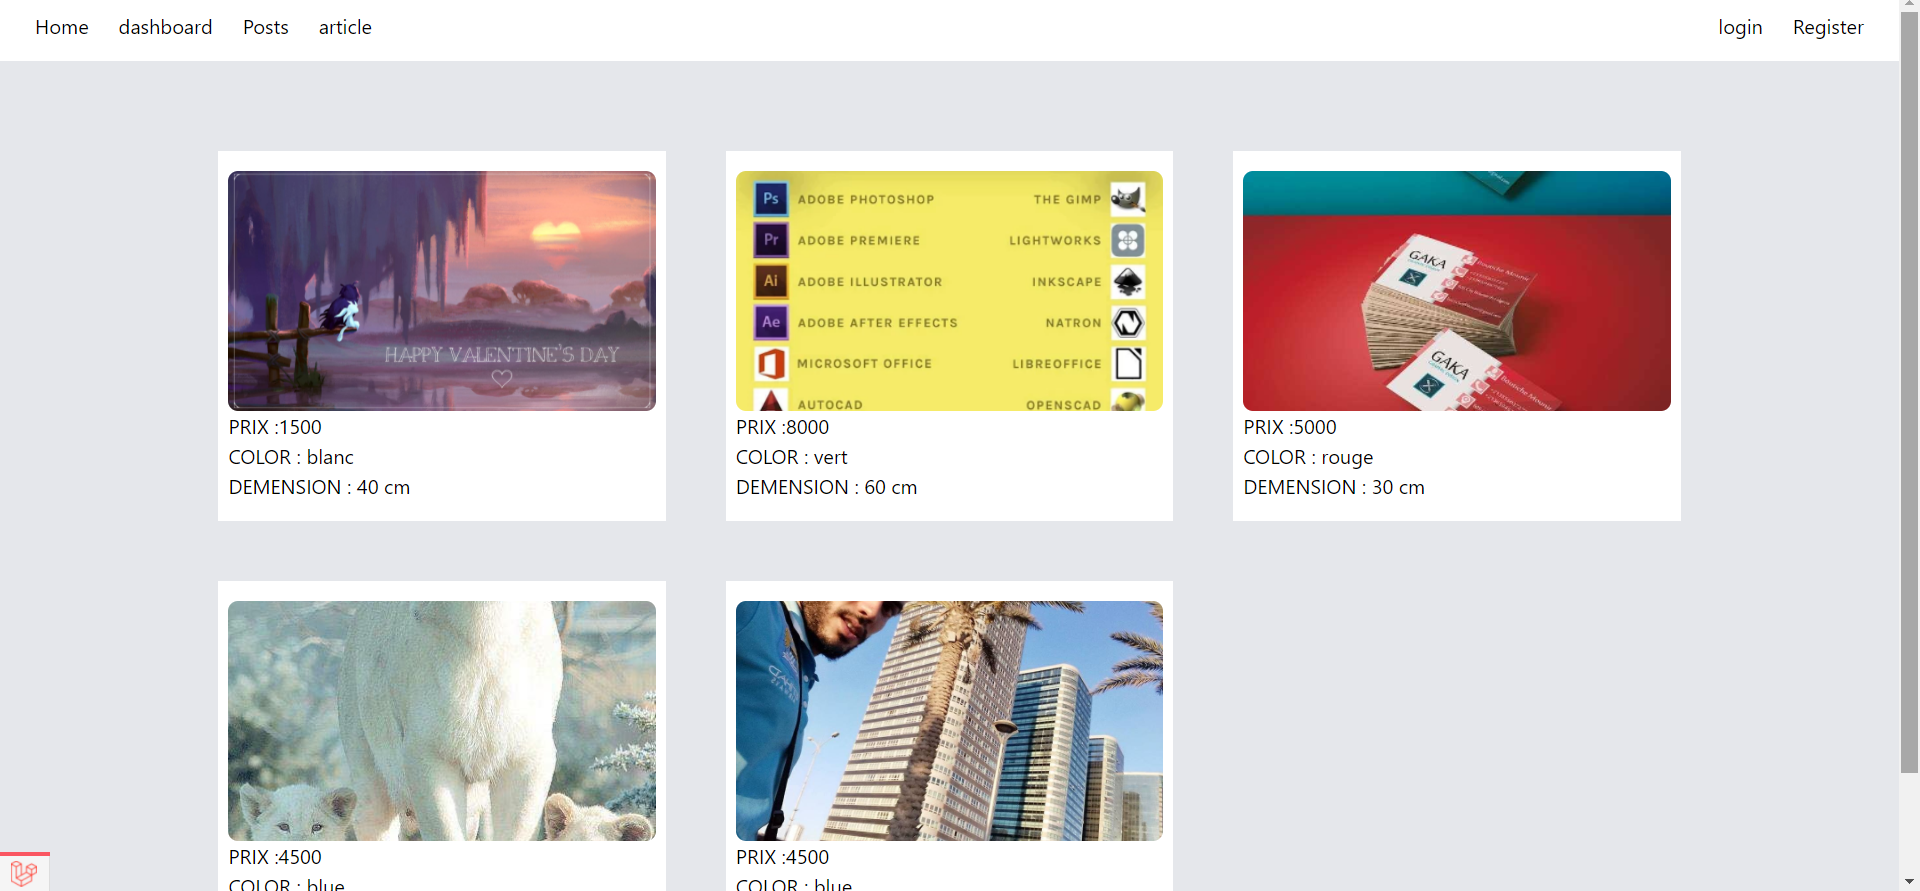 Home dashboard Posts article login Register
HAPPY VALENTINE'S DAY
PRIX :1500
COLOR : blanc
DEMENSION : 40 cm
Ps ADOBE PHOTOSHOP THE GIMP
Pr ADOBE PREMIERE LIGHTWORKS
Ai ADOBE ILLUSTRATOR INKSCAPE
Ae ADOBE AFTER EFFECTS NATRON
MICROSOFT OFFICE LIBREOFFICE
AUTOCAD OPENSCAD
PRIX :8000
COLOR : vert
DEMENSION : 60 cm
GAKA
GAKA
PRIX :5000
COLOR : rouge
DEMENSION : 30 cm
PRIX :4500
COLOR : blue
PRIX :4500
COLOR : blue